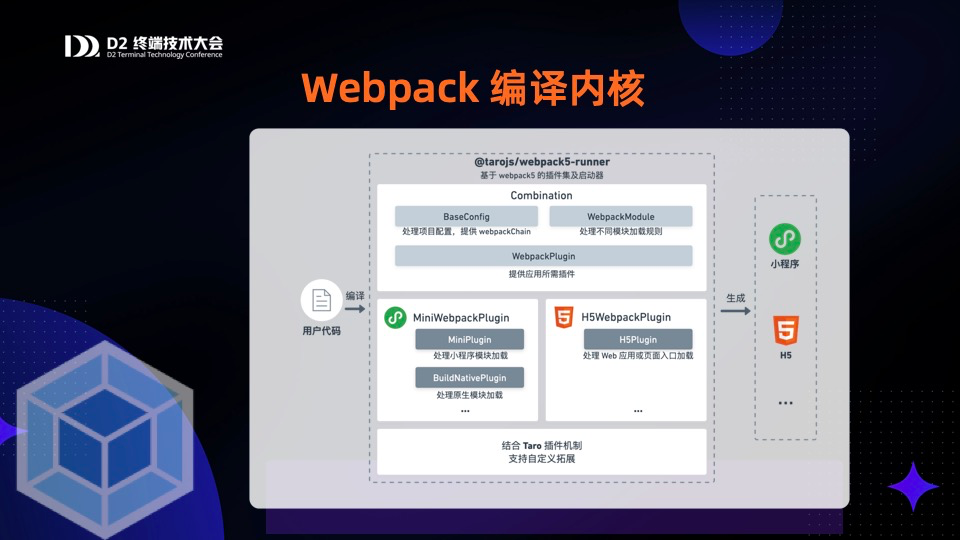 D2 终端技术大会
D2 Terminal Technology Conference
Webpack 编译内核
@tarojs/webpack5-runner
基于 webpack5 的插件集及启动器
Combination
BaseConfig
WebpackModule
处理项目配置，提供 webpackChain
处理不同模块加载规则
WebpackPlugin
提供应用所需插件
用户代码
编译
MiniWebpackPlugin
MiniPlugin
处理小程序模块加载
BuildNativePlugin
处理原生模块加载
...
H5WebpackPlugin
H5Plugin
处理 Web 应用或页面入口加载
...
结合 Taro 插件机制
支持自定义拓展
生成
小程序
H5
...